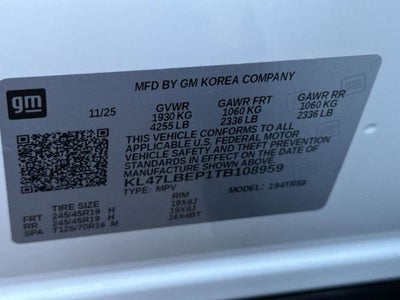 MFD BY GM KOREA COMPANY
gm
11/25 GVWR GAWR FRT GAWR RR
1930 KG 1060 KG 1060 KG
4255 LB 2336 LB 2336 LB
THIS VEHICLE CONFORMS TO ALL
APPLICABLE U.S. FEDERAL MOTOR
VEHICLE SAFETY, BUMPER, AND THEFT
PREVENTION STANDARDS IN EFFECT ON THE
DATE OF MANUFACTURE SHOWN ABOVE.
KL47LBEP1TB108959
TYPE: MPV MODEL: 194TR58
TIRE SIZE RIM
FRT 245/45R19 H 19X8J
RR 245/45R19 H 19X8J
SPA T125/70R16 M 16X4BT